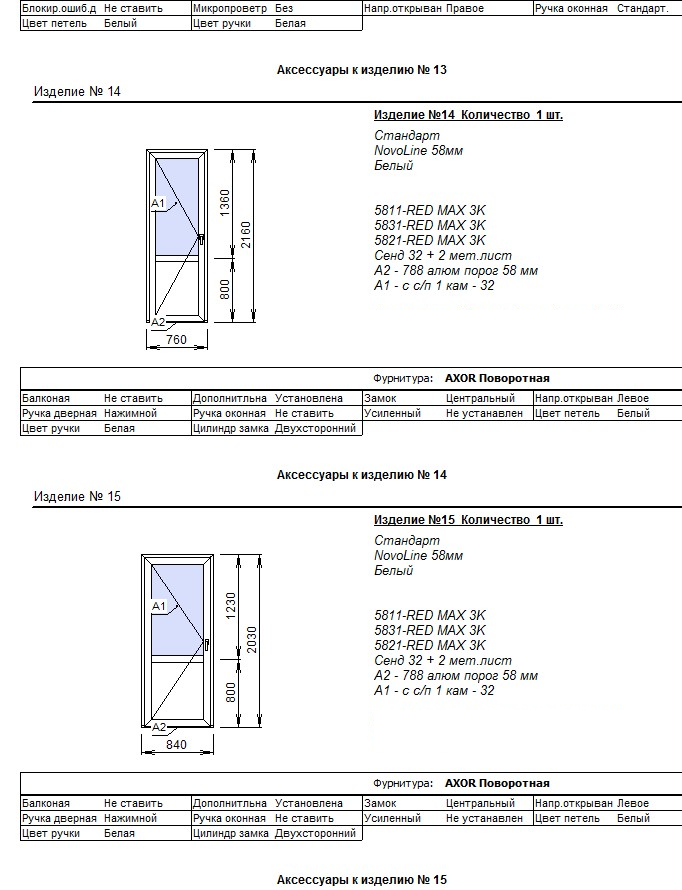 Блокир.ошиб.д Не ставить Микропроветр Без Напр.открыван Правое Ручка оконная Стандарт.
Цвет петель Белый Цвет ручки Белая
Аксессуары к изделию № 13
Изделие № 14
Изделие №14 Количество 1 шт.
Стандарт
NovoLine 58мм
Белый
5811-RED MAX 3К
5831-RED MAX 3К
5821-RED MAX 3К
Сенд 32 + 2 мет.лист
A2 - 788 алюм порог 58 мм
A1 - с с/п 1 кам - 32
A1
1360
2160
800
A2
760
Фурнитура: AXOR Поворотная
Балконая Не ставить Дополнитльна Установлена Замок Центральный Напр.открыван Левое
Ручка дверная Нажимной Ручка оконная Не ставить Усиленный Не устанавлен Цвет петель Белый
Цвет ручки Белая Цилиндр замка Двухсторонний
Аксессуары к изделию № 14
Изделие № 15
Изделие №15 Количество 1 шт.
Стандарт
NovoLine 58мм
Белый
5811-RED MAX 3К
5831-RED MAX 3К
5821-RED MAX 3К
Сенд 32 + 2 мет.лист
A2 - 788 алюм порог 58 мм
A1 - с с/п 1 кам - 32
A1
1230
2030
800
A2
840
Фурнитура: AXOR Поворотная
Балконая Не ставить Дополнитльна Установлена Замок Центральный Напр.открыван Левое
Ручка дверная Нажимной Ручка оконная Не ставить Усиленный Не устанавлен Цвет петель Белый
Цвет ручки Белая Цилиндр замка Двухсторонний
Аксессуары к изделию № 15